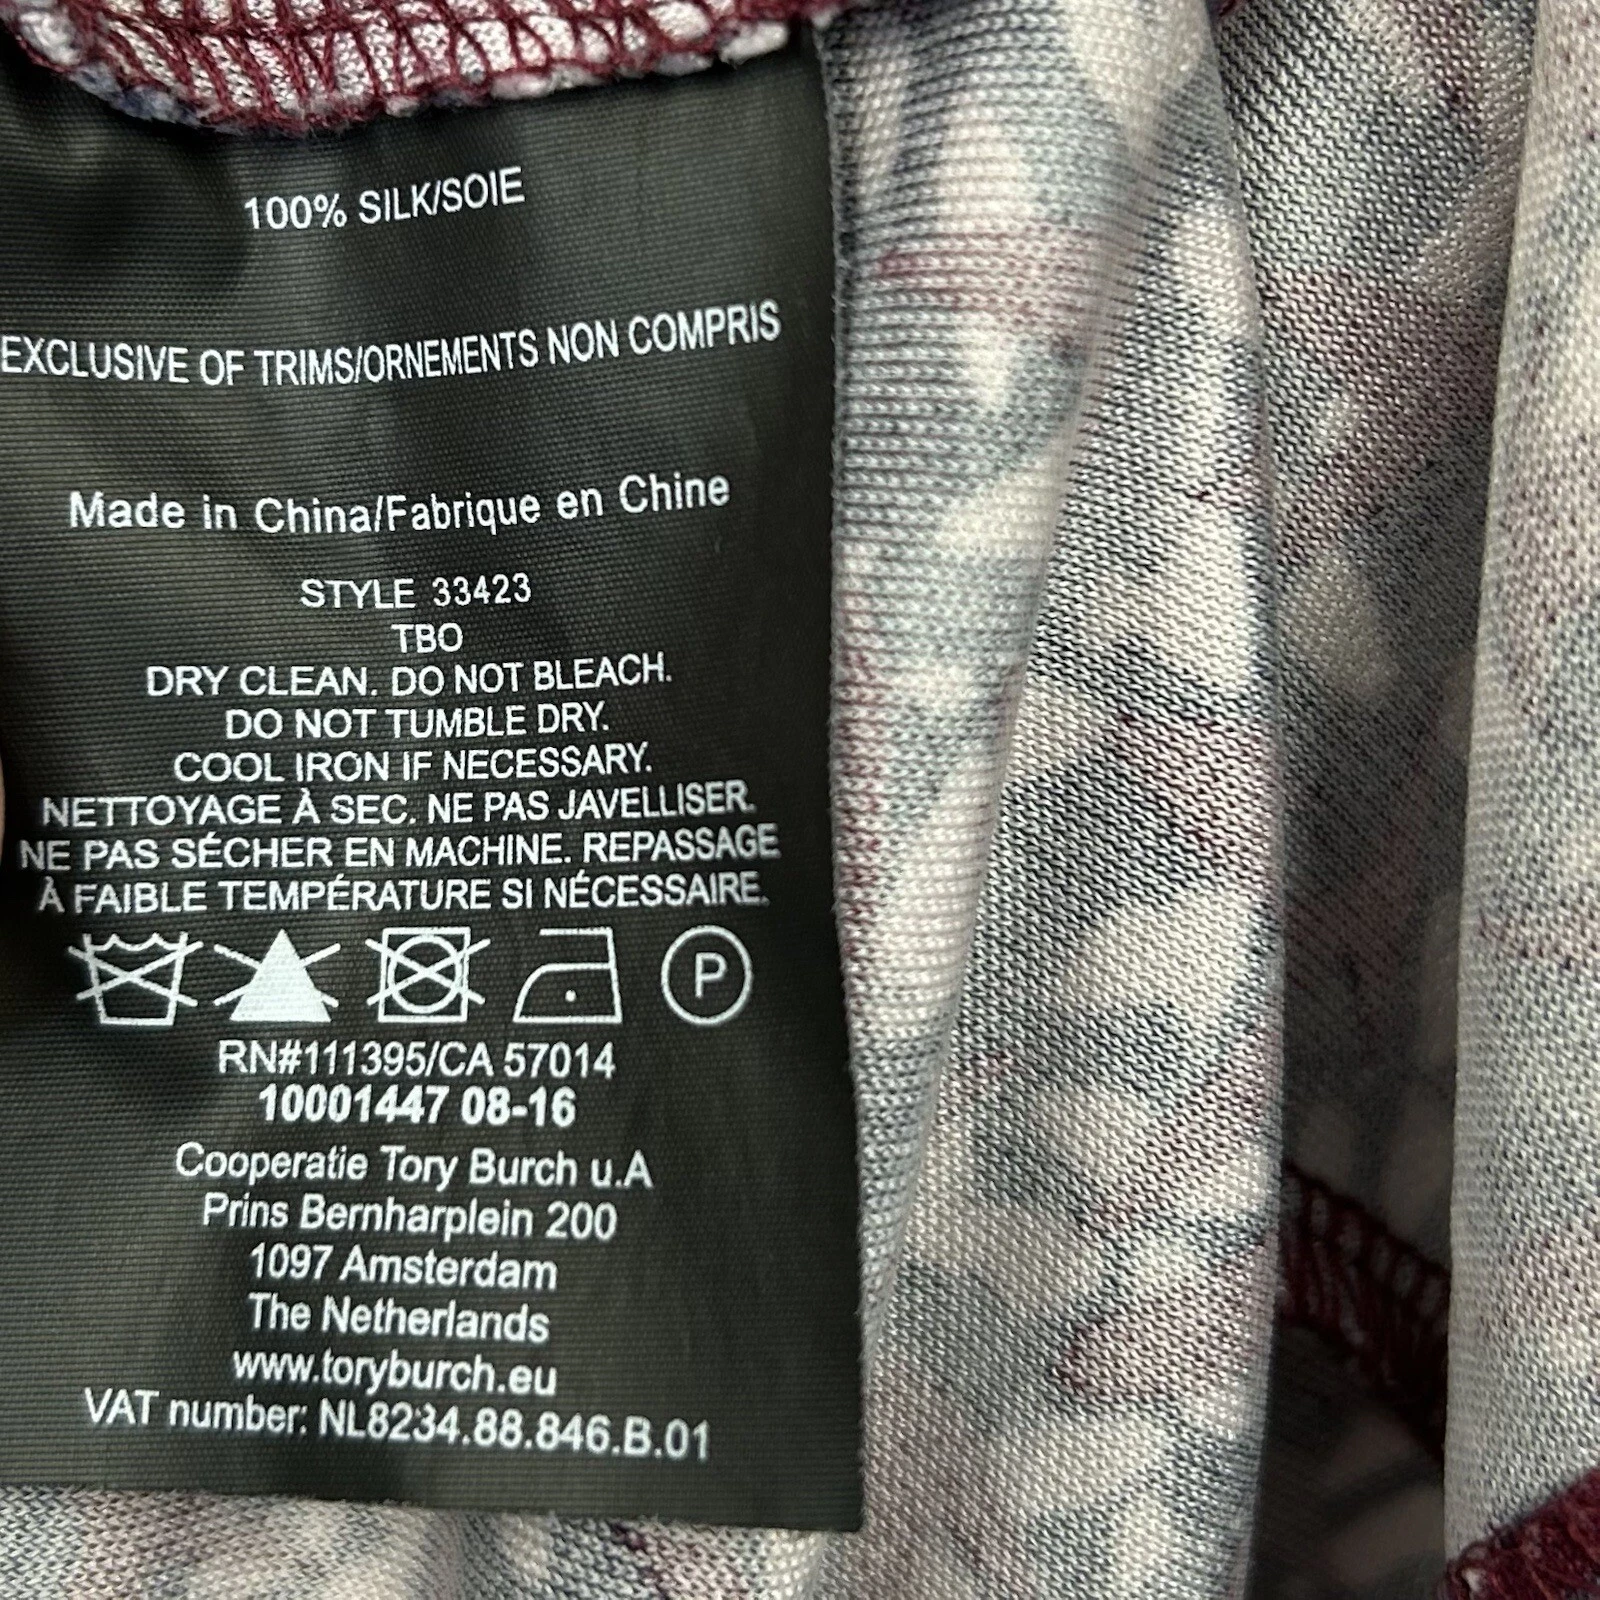 100% SILK/SOIE
EXCLUSIVE OF TRIMS/ORNEMENTS NON COMPRIS
Made in China/Fabrique en Chine
STYLE 33423
TBO
DRY CLEAN. DO NOT BLEACH.
DO NOT TUMBLE DRY.
COOL IRON IF NECESSARY.
NETTOYAGE À SEC. NE PAS JAVELLISER.
NE PAS SÉCHER EN MACHINE. REPASSAGE
À FAIBLE TEMPÉRATURE SI NÉCESSAIRE.
P
RN#111395/CA 57014
10001447 08-16
Cooperatie Tory Burch u.A
Prins Bernharplein 200
1097 Amsterdam
The Netherlands
www.toryburch.eu
VAT number: NL8234.88.846.B.01